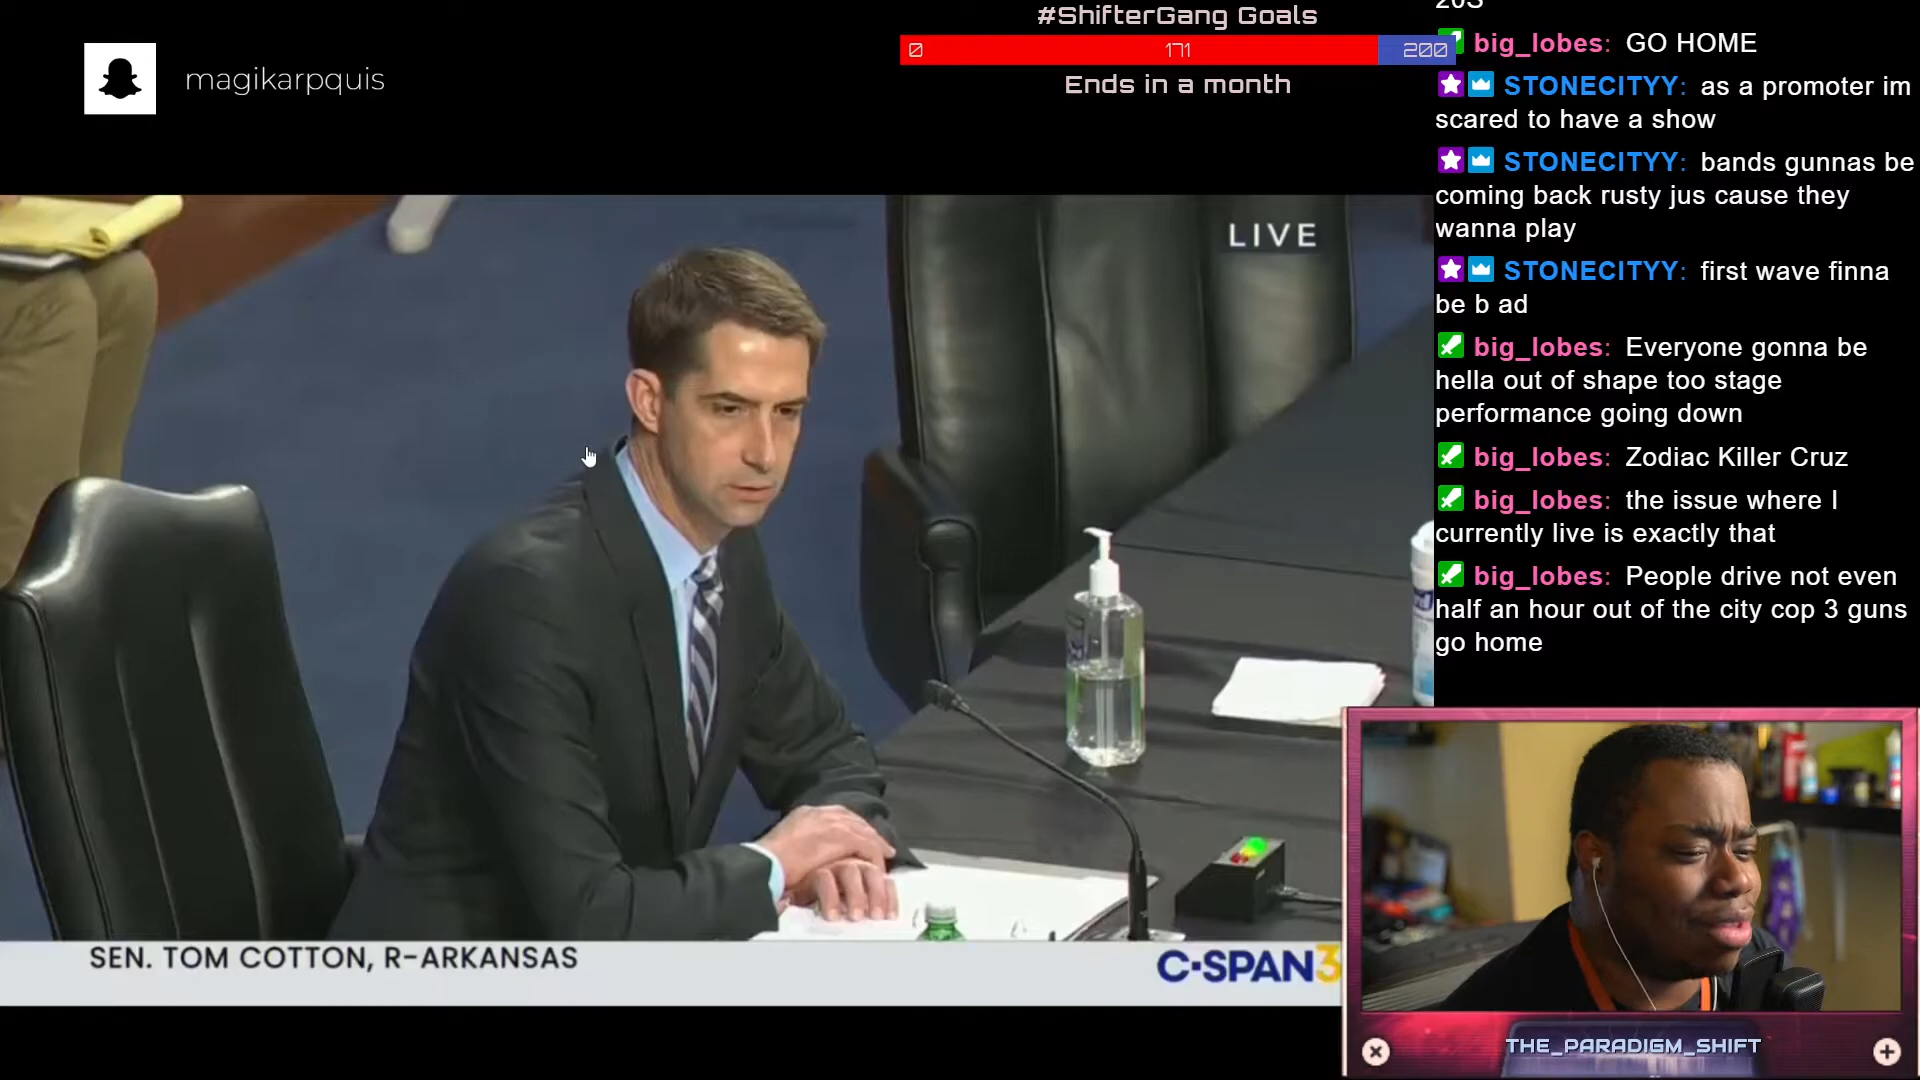 magikarpquis
#ShifterGang Goals
0 171 200
Ends in a month
big_lobes: GO HOME
STONECITYY: as a promoter im
scared to have a show
STONECITYY: bands gunnas be
coming back rusty jus cause they
wanna play
STONECITYY: first wave finna
be b ad
big_lobes: Everyone gonna be
hella out of shape too stage
performance going down
big_lobes: Zodiac Killer Cruz
big_lobes: the issue where I
currently live is exactly that
big_lobes: People drive not even
half an hour out of the city cop 3 guns
go home
LIVE
SEN. TOM COTTON, R-ARKANSAS
C-SPAN3
THE_PARADIGM_SHIFT